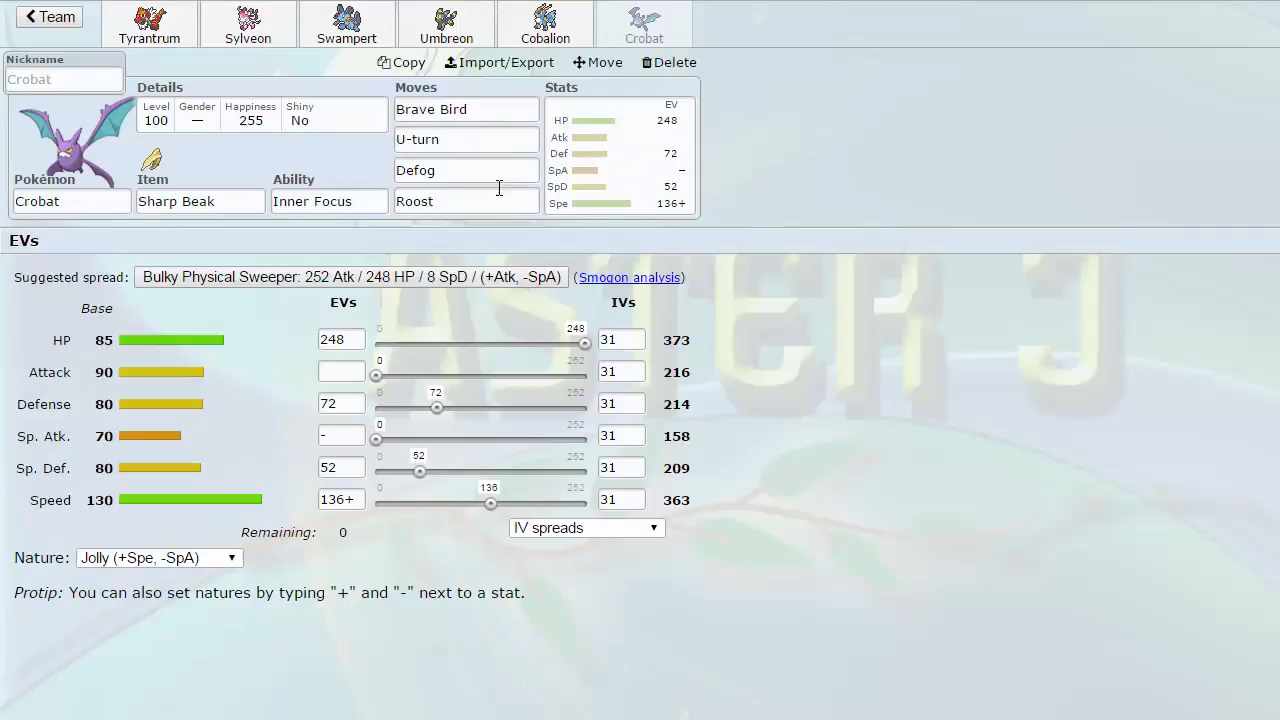 Team
Tyrantrum Sylveon Swampert Umbreon Cobalion Crobat
Copy Import/Export Move Delete
Nickname
Crobat
Details Moves Stats
Level Gender Happiness Shiny
100 — 255 No
EV
Brave Bird
U-turn
Defog
Roost
HP 248
Atk
Def 72
SpA –
SpD 52
Spe 136+
Pokémon Item Ability
Crobat Sharp Beak Inner Focus
EVs
Suggested spread: Bulky Physical Sweeper: 252 Atk / 248 HP / 8 SpD / (+Atk, -SpA) (Smogon analysis)
Base EVs IVs
HP 85 248 0 248 31 373
Attack 90 0 252 31 216
Defense 80 72 0 72 252 31 214
Sp. Atk. 70 - 0 252 31 158
Sp. Def. 80 52 0 52 252 31 209
Speed 130 136+ 0 136 252 31 363
Remaining: 0 IV spreads
Nature: Jolly (+Spe, -SpA)
Protip: You can also set natures by typing "+" and "-" next to a stat.